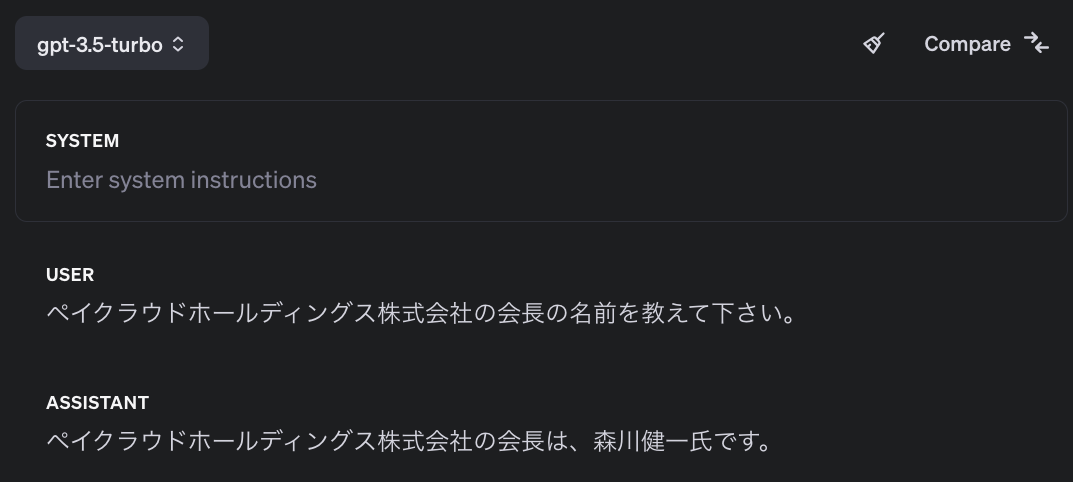 gpt-3.5-turbo
Compare
SYSTEM
Enter system instructions
USER
ペイクラウドホールディングス株式会社の会長の名前を教えて下さい。
ASSISTANT
ペイクラウドホールディングス株式会社の会長は、森川健一氏です。